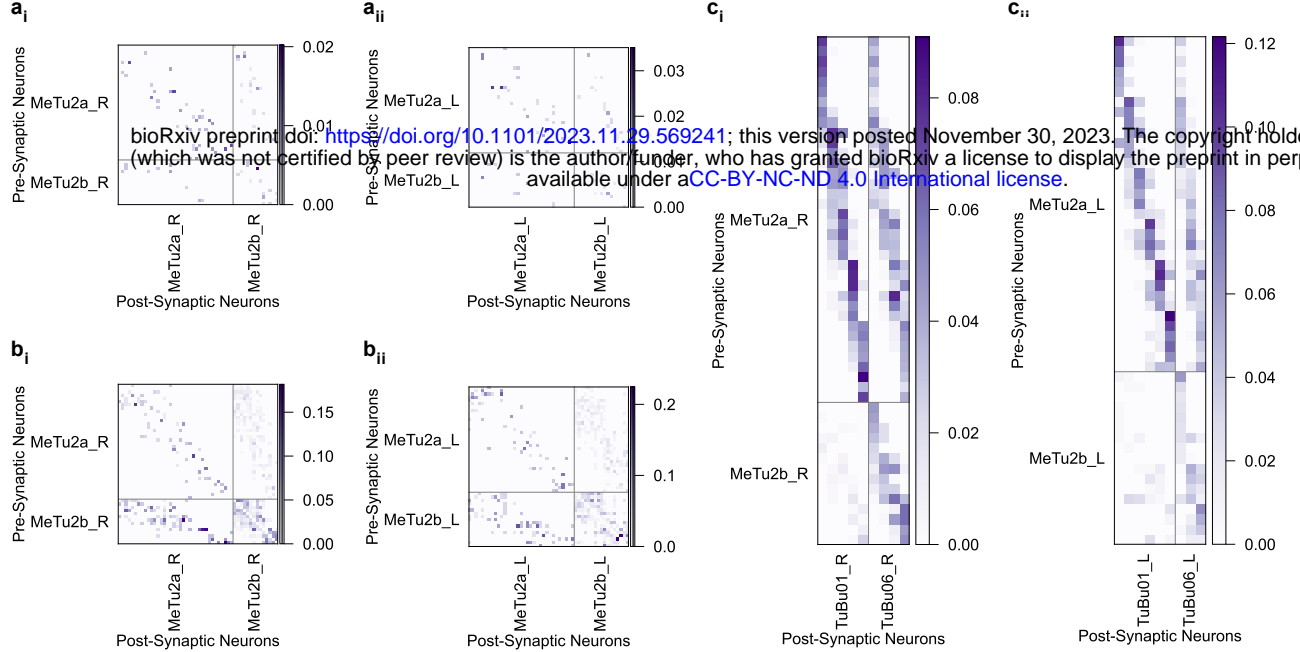 ai
aii
ci
cii
Pre-Synaptic Neurons
MeTu2a_R
MeTu2b_R
0.02
0.01
0.00
MeTu2a_R
MeTu2b_R
Post-Synaptic Neurons
Pre-Synaptic Neurons
MeTu2a_L
MeTu2b_L
0.03
0.02
0.01
0.00
MeTu2a_L
MeTu2b_L
Post-Synaptic Neurons
bioRxiv preprint doi: https://doi.org/10.1101/2023.11.29.569241; this version posted November 30, 2023. The copyright holde
(which was not certified by peer review) is the author/funder, who has granted bioRxiv a license to display the preprint in per
available under aCC-BY-NC-ND 4.0 International license.
bi
Pre-Synaptic Neurons
MeTu2a_R
MeTu2b_R
0.15
0.10
0.05
0.00
MeTu2a_R
MeTu2b_R
Post-Synaptic Neurons
bii
Pre-Synaptic Neurons
MeTu2a_L
MeTu2b_L
0.2
0.1
0.0
MeTu2a_L
MeTu2b_L
Post-Synaptic Neurons
Pre-Synaptic Neurons
MeTu2a_R
MeTu2b_R
0.08
0.06
0.04
0.02
0.00
TuBu01_R
TuBu06_R
Post-Synaptic Neurons
Pre-Synaptic Neurons
MeTu2a_L
MeTu2b_L
0.12
0.10
0.08
0.06
0.04
0.02
0.00
TuBu01_L
TuBu06_L
Post-Synaptic Neurons